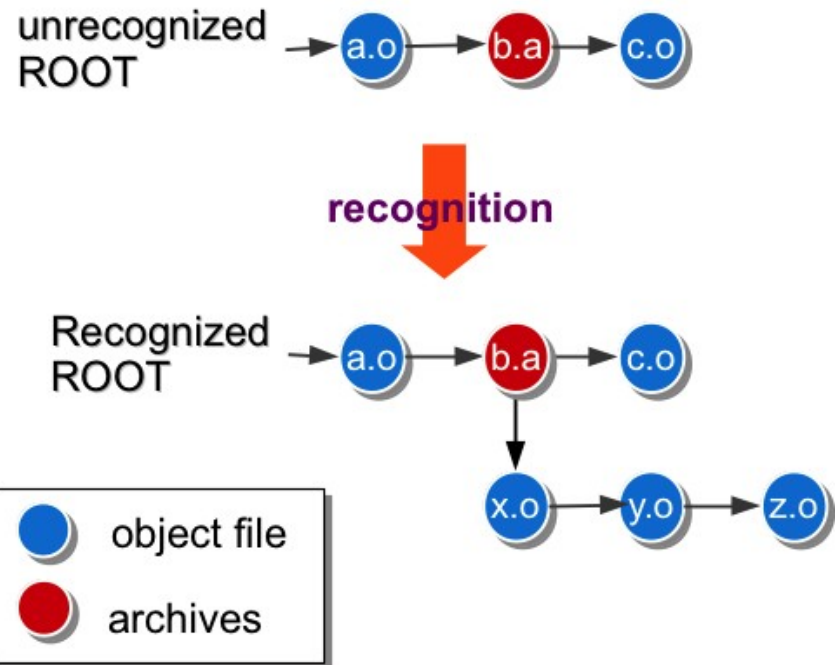 unrecognized
ROOT
a.o
b.a
c.o
recognition
Recognized
ROOT
a.o
b.a
c.o
x.o
y.o
z.o
object file
archives